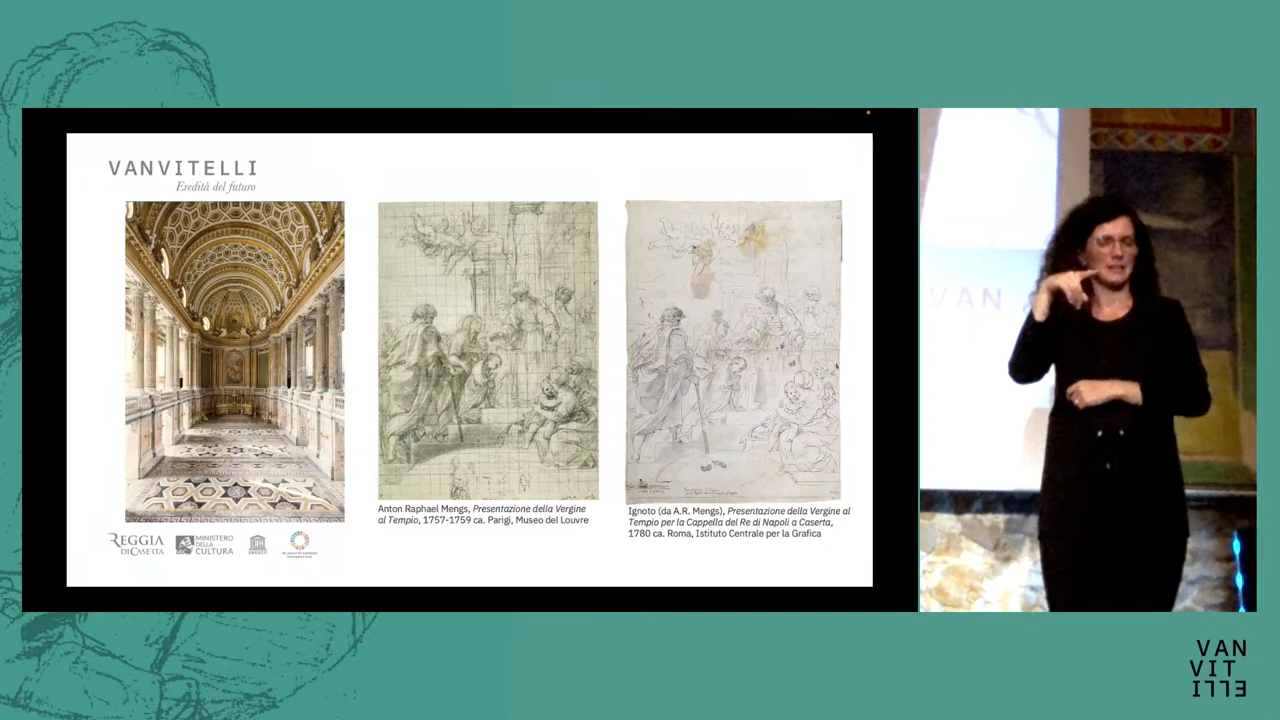 VANVITELLI
Eredità del futuro
Anton Raphael Mengs, Presentazione della Vergine
al Tempio, 1757-1759 ca. Parigi, Museo del Louvre
Ignoto (da A.R. Mengs), Presentazione della Vergine al
Tempio per la Cappella del Re di Napoli a Caserta,
1780 ca. Roma, Istituto Centrale per la Grafica
REGGIA
DI CASERTA
MINISTERO
DELLA
CULTURA
UNESCO
VAN
VAN
VIT
ELLI